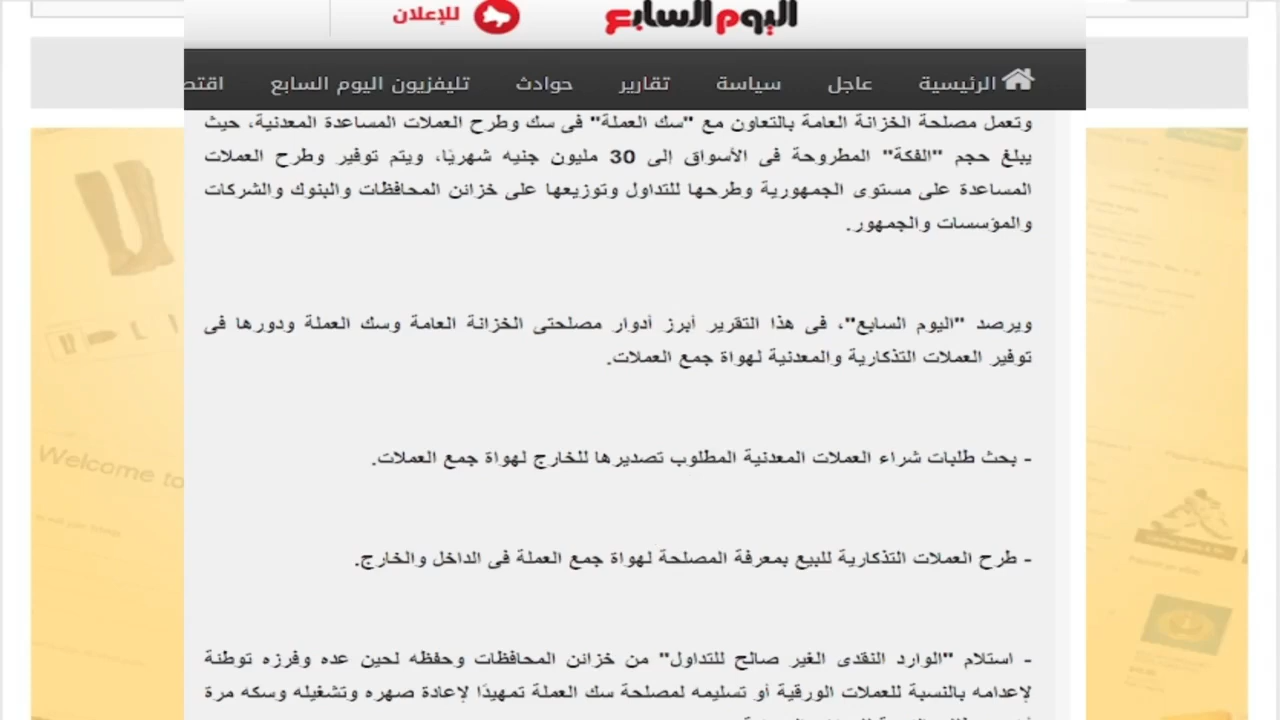 اليوم السابع
للإعلان
الرئيسية عاجل سياسة تقارير حوادث تليفزيون اليوم السابع
وتعمل مصلحة الخزانة العامة بالتعاون مع "سك العملة" فى سك وطرح العملات المساعدة المعدنية، حيث
يبلغ حجم "الفكة" المطروحة فى الأسواق إلى 30 مليون جنيه شهريًا، ويتم توفير وطرح العملات
المساعدة على مستوى الجمهورية وطرحها للتداول وتوزيعها على خزائن المحافظات والبنوك والشركات
والمؤسسات والجمهور.
ويرصد "اليوم السابع"، فى هذا التقرير أبرز أدوار مصلحتى الخزانة العامة وسك العملة ودورها فى
توفير العملات التذكارية والمعدنية لهواة جمع العملات.
- بحث طلبات شراء العملات المعدنية المطلوب تصديرها للخارج لهواة جمع العملات.
- طرح العملات التذكارية للبيع بمعرفة المصلحة لهواة جمع العملة فى الداخل والخارج.
- استلام "الوارد النقدى الغير صالح للتداول" من خزائن المحافظات وحفظه لحين عده وفرزه توطنة
لإعدامه بالنسبة للعملات الورقية أو تسليمه لمصلحة سك العملة تمهيدًا لإعادة صهره وتشغيله وسكه مرة
Welcome to